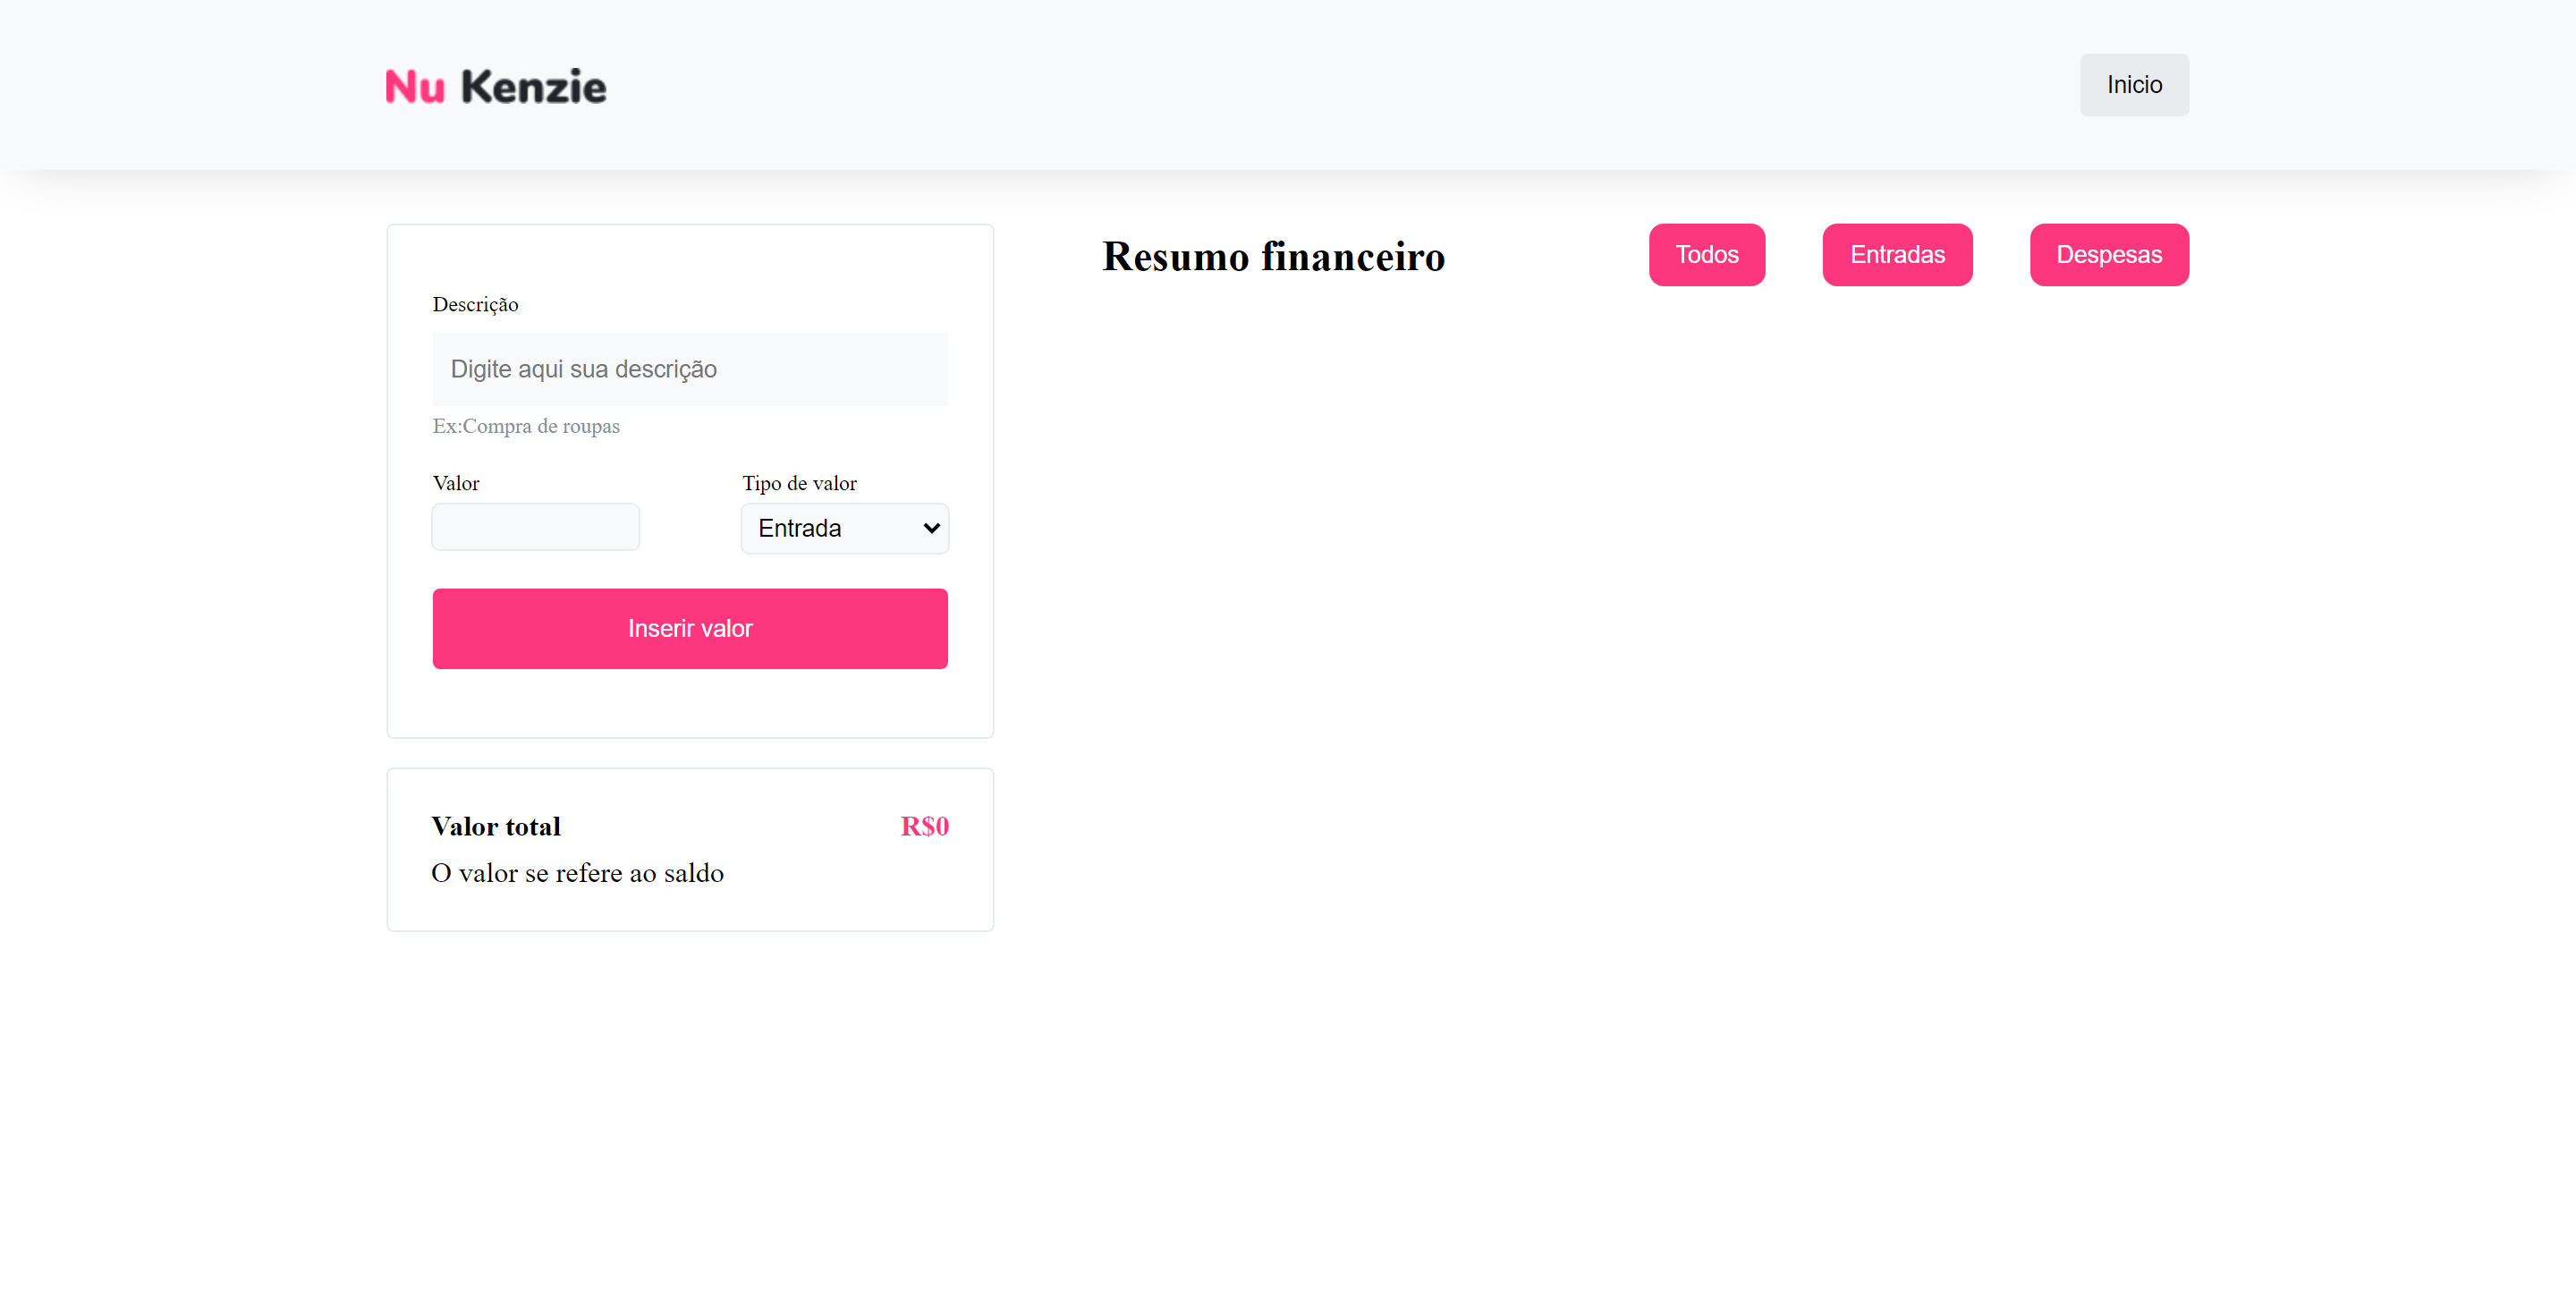 Nu Kenzie
Inicio
Descrição
Digite aqui sua descrição
Ex:Compra de roupas
Valor
Tipo de valor
Entrada
Inserir valor
Valor total
R$0
O valor se refere ao saldo
Resumo financeiro
Todos
Entradas
Despesas